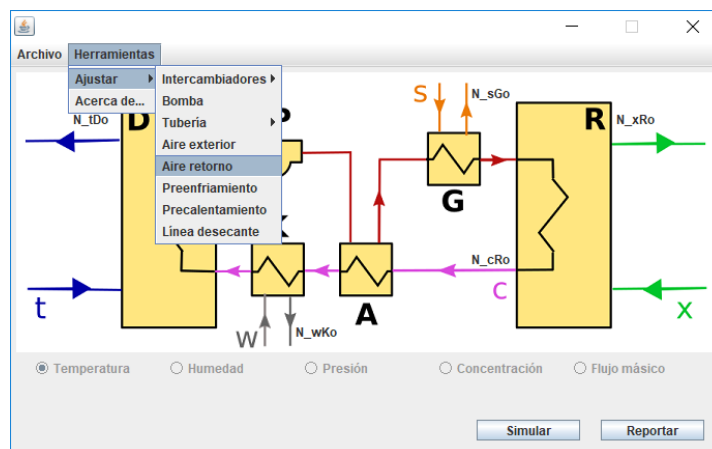 Archivo Herramientas
Ajustar
Acerca de...
Intercambiadores
Bomba
Tubería
Aire exterior
Aire retorno
Preenfriamiento
Precalentamiento
Línea desecante
N_tDo
D
P
S
N_sGo
R
N_xRo
G
K
N_cRo
c
t
A
x
W
N_wKo
Temperatura Humedad Presión Concentración Flujo másico
Simular Reportar